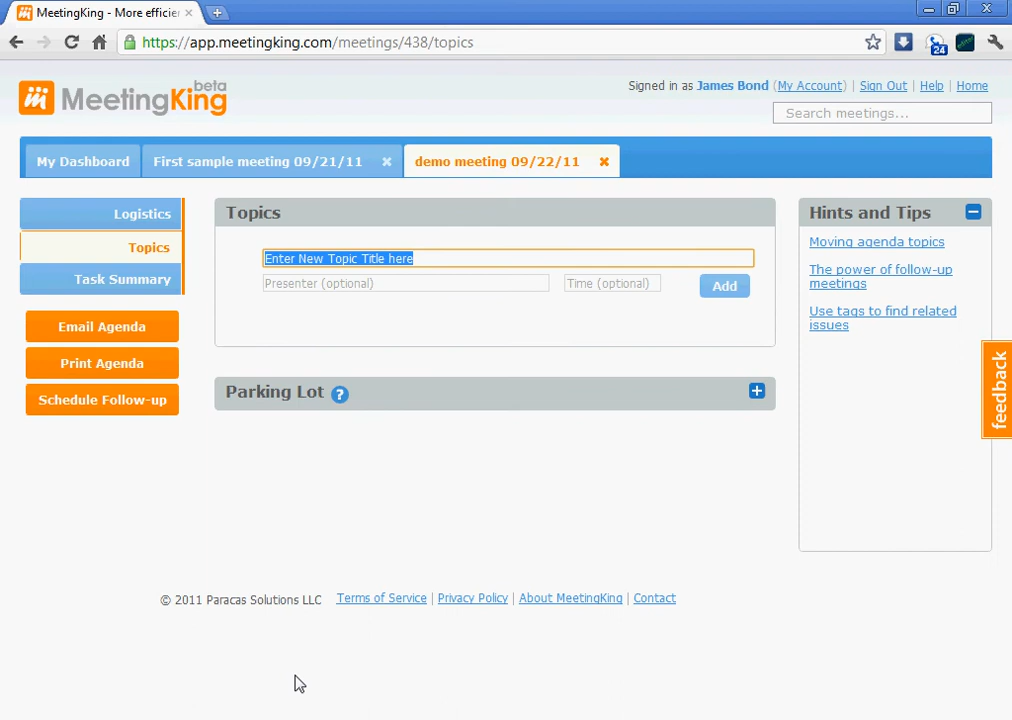 MeetingKing - More efficien
https://app.meetingking.com/meetings/438/topics
24
MeetingKing beta
Signed in as James Bond (My Account) | Sign Out | Help | Home
Search meetings...
My Dashboard
First sample meeting 09/21/11
demo meeting 09/22/11
Logistics
Topics
Task Summary
Email Agenda
Print Agenda
Schedule Follow-up
Topics
Enter New Topic Title here
Presenter (optional)
Time (optional)
Add
Parking Lot ?
Hints and Tips
Moving agenda topics
The power of follow-up
meetings
Use tags to find related
issues
feedback
© 2011 Paracas Solutions LLC Terms of Service | Privacy Policy | About MeetingKing | Contact